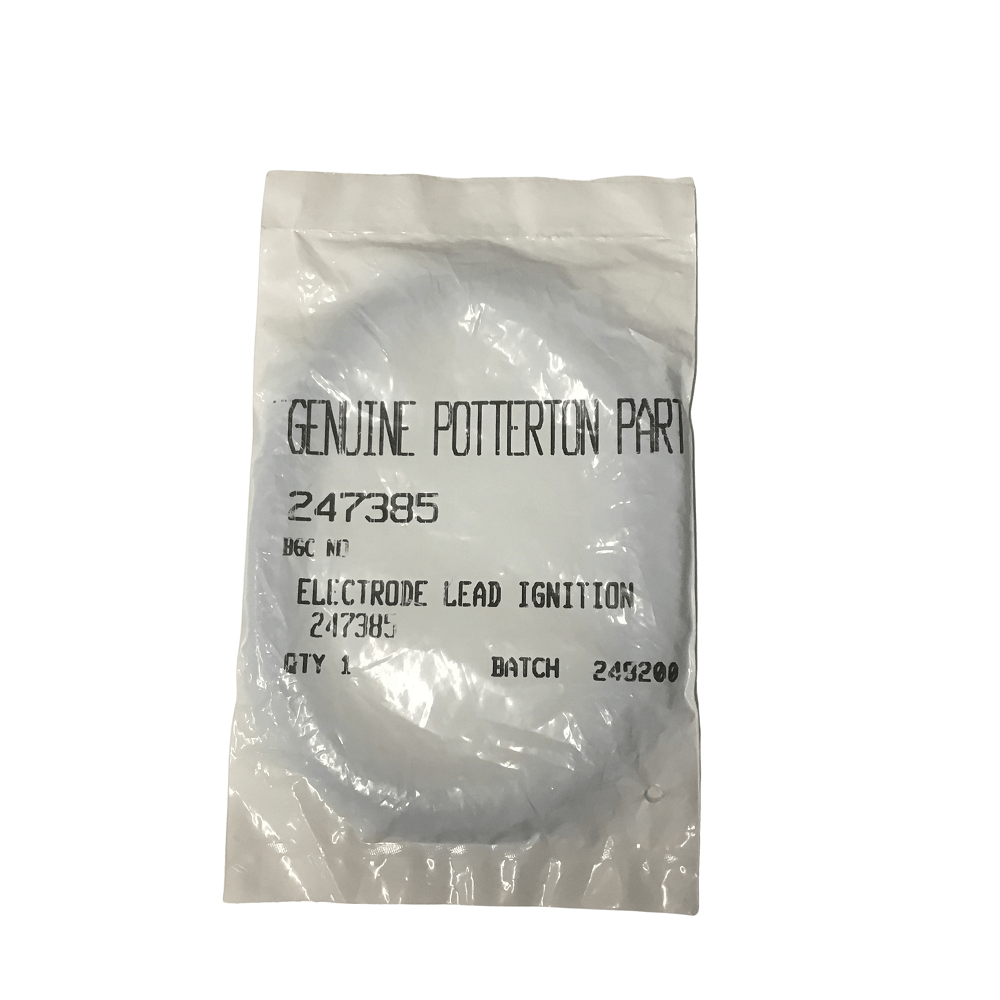 GENUINE POTTERTON PART
247385
BGC NO
ELECTRODE LEAD IGNITION
247385
QTY 1 BATCH 249200